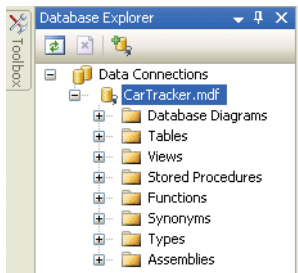 Database Explorer
Toolbox
Data Connections
CarTracker.mdf
Database Diagrams
Tables
Views
Stored Procedures
Functions
Synonyms
Types
Assemblies